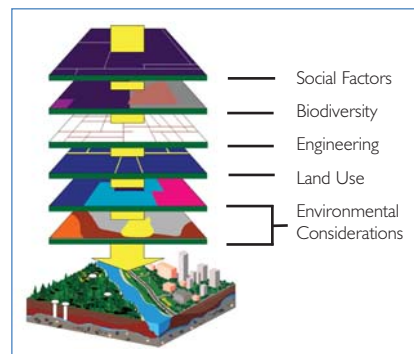 Social Factors
Biodiversity
Engineering
Land Use
Environmental
Considerations